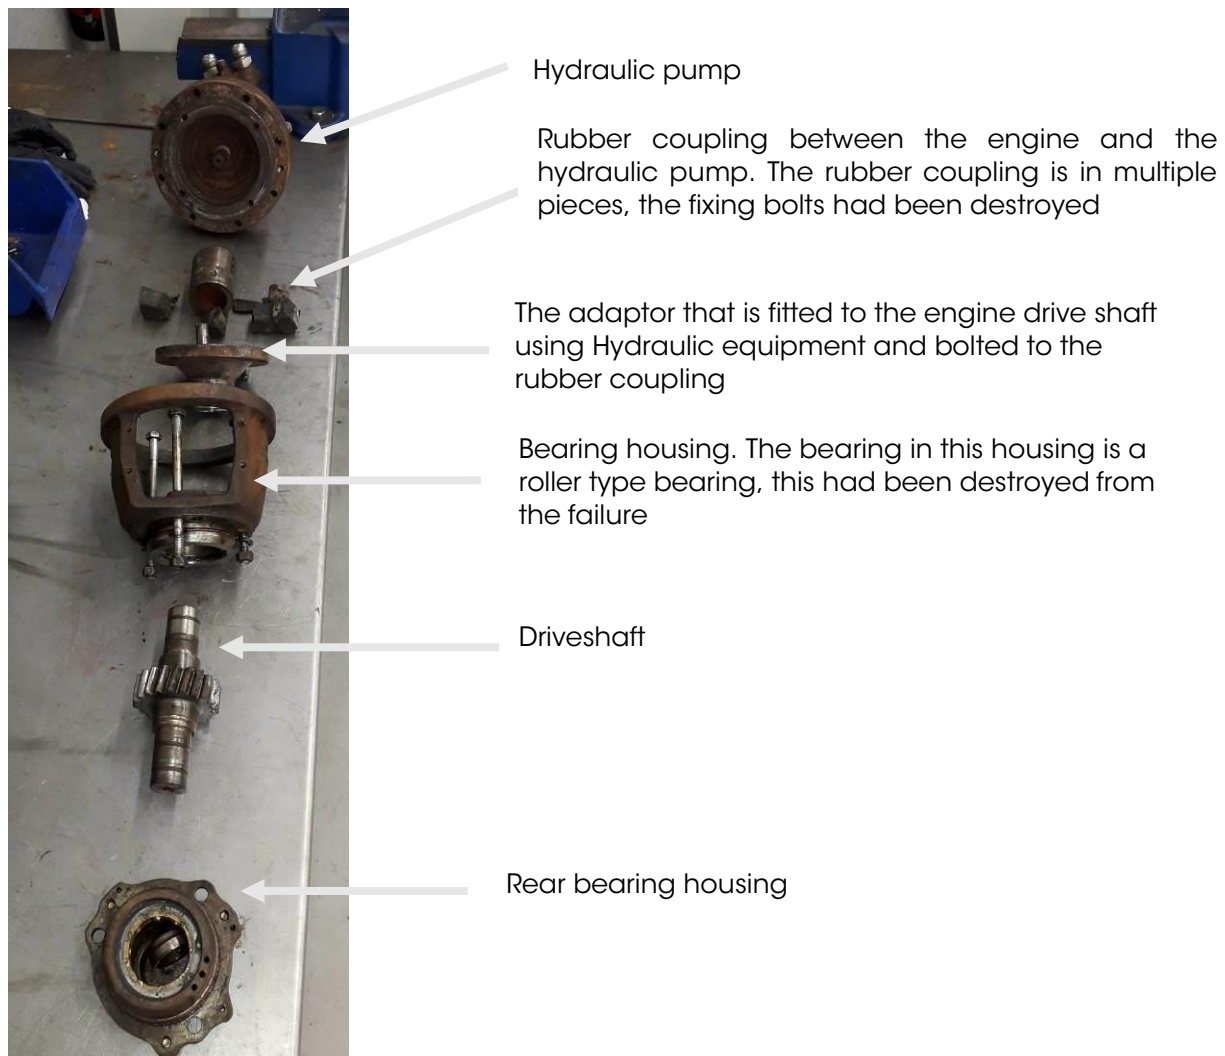 Hydraulic pump
Rubber coupling between the engine and the
hydraulic pump. The rubber coupling is in multiple
pieces, the fixing bolts had been destroyed
The adaptor that is fitted to the engine drive shaft
using Hydraulic equipment and bolted to the
rubber coupling
Bearing housing. The bearing in this housing is a
roller type bearing, this had been destroyed from
the failure
Driveshaft
Rear bearing housing